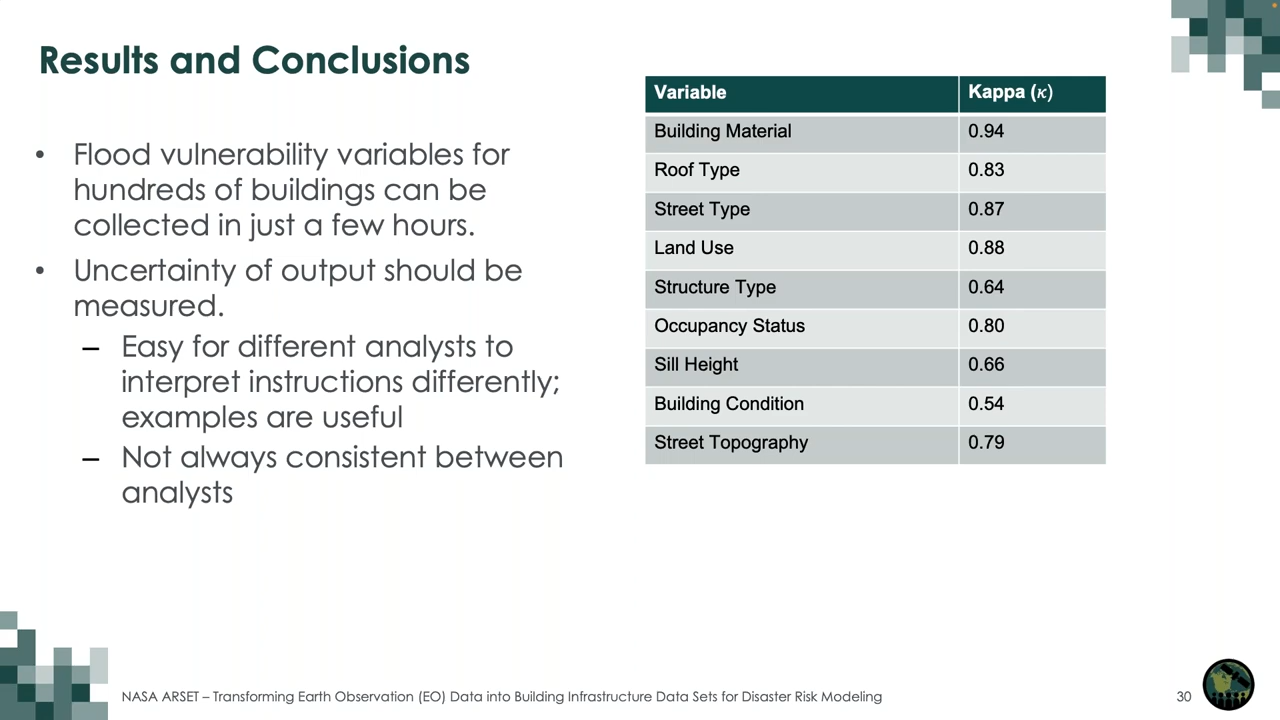 Results and Conclusions
• Flood vulnerability variables for
hundreds of buildings can be
collected in just a few hours.
• Uncertainty of output should be
measured.
– Easy for different analysts to
interpret instructions differently;
examples are useful
– Not always consistent between
analysts
Variable Kappa (κ)
Building Material 0.94
Roof Type 0.83
Street Type 0.87
Land Use 0.88
Structure Type 0.64
Occupancy Status 0.80
Sill Height 0.66
Building Condition 0.54
Street Topography 0.79
NASA ARSET – Transforming Earth Observation (EO) Data into Building Infrastructure Data Sets for Disaster Risk Modeling 30